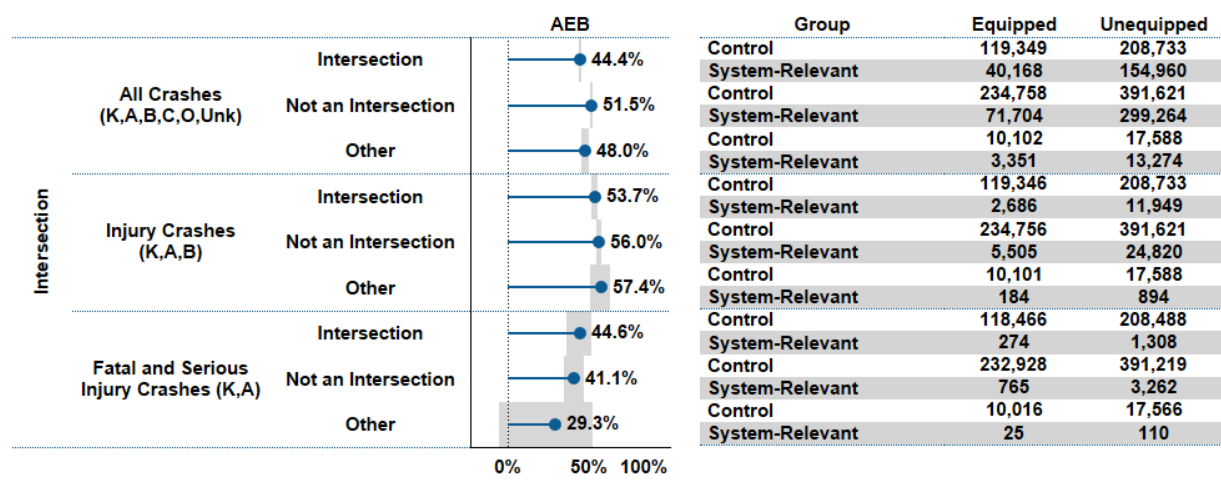 AEB Group Equipped Unequipped
Intersection
All Crashes
(K,A,B,C,O,Unk)
Intersection 44.4%
Control 119,349 208,733
System-Relevant 40,168 154,960
Not an Intersection 51.5%
Control 234,758 391,621
System-Relevant 71,704 299,264
Other 48.0%
Control 10,102 17,588
System-Relevant 3,351 13,274
Injury Crashes
(K,A,B)
Intersection 53.7%
Control 119,346 208,733
System-Relevant 2,686 11,949
Not an Intersection 56.0%
Control 234,756 391,621
System-Relevant 5,505 24,820
Other 57.4%
Control 10,101 17,588
System-Relevant 184 894
Fatal and Serious
Injury Crashes (K,A)
Intersection 44.6%
Control 118,466 208,488
System-Relevant 274 1,308
Not an Intersection 41.1%
Control 232,928 391,219
System-Relevant 765 3,262
Other 29.3%
Control 10,016 17,566
System-Relevant 25 110
0% 50% 100%